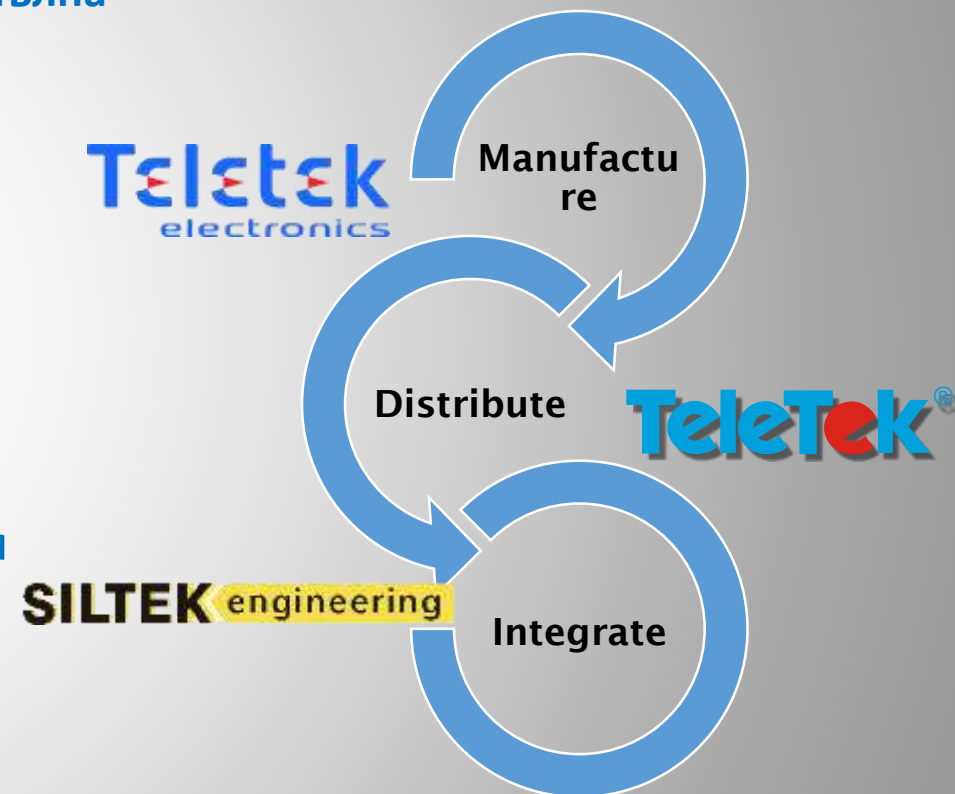 Teletek
electronics
Manufactu
re
Distribute
TeleTek®
SILTEK engineering
Integrate